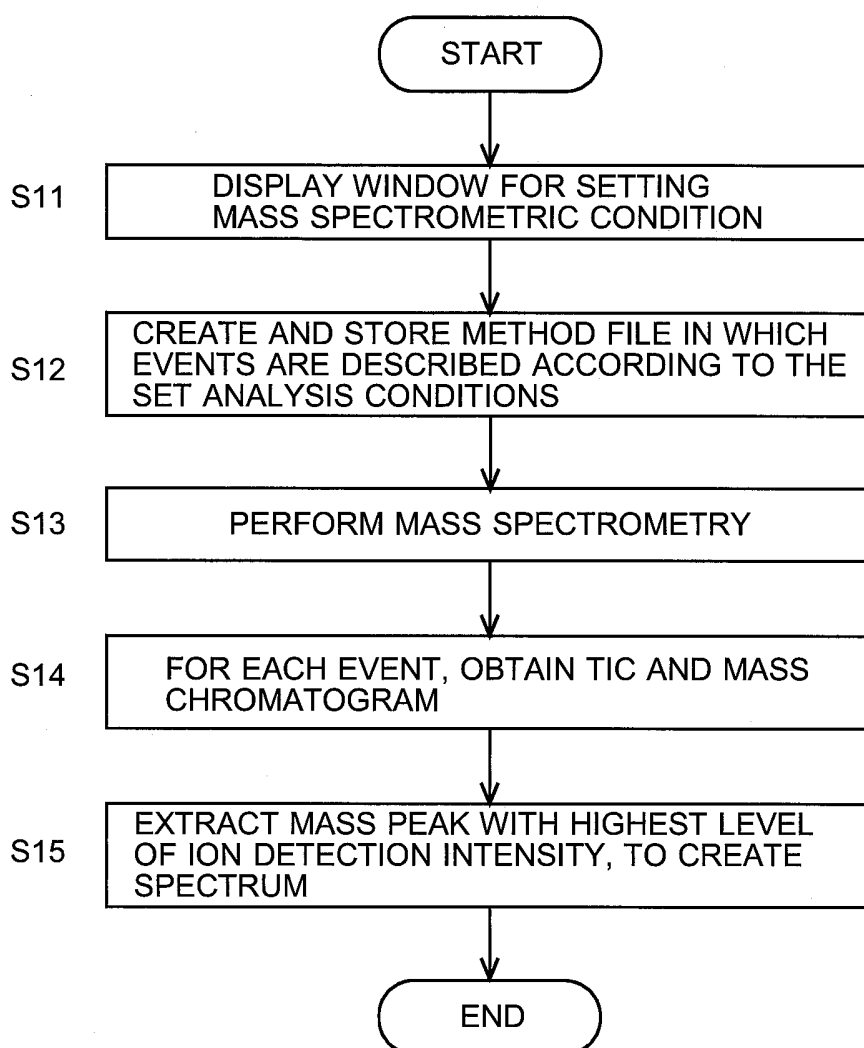 START
S11
DISPLAY WINDOW FOR SETTING
MASS SPECTROMETRIC CONDITION
S12
CREATE AND STORE METHOD FILE IN WHICH
EVENTS ARE DESCRIBED ACCORDING TO THE
SET ANALYSIS CONDITIONS
S13
PERFORM MASS SPECTROMETRY
S14
FOR EACH EVENT, OBTAIN TIC AND MASS
CHROMATOGRAM
S15
EXTRACT MASS PEAK WITH HIGHEST LEVEL
OF ION DETECTION INTENSITY, TO CREATE
SPECTRUM
END